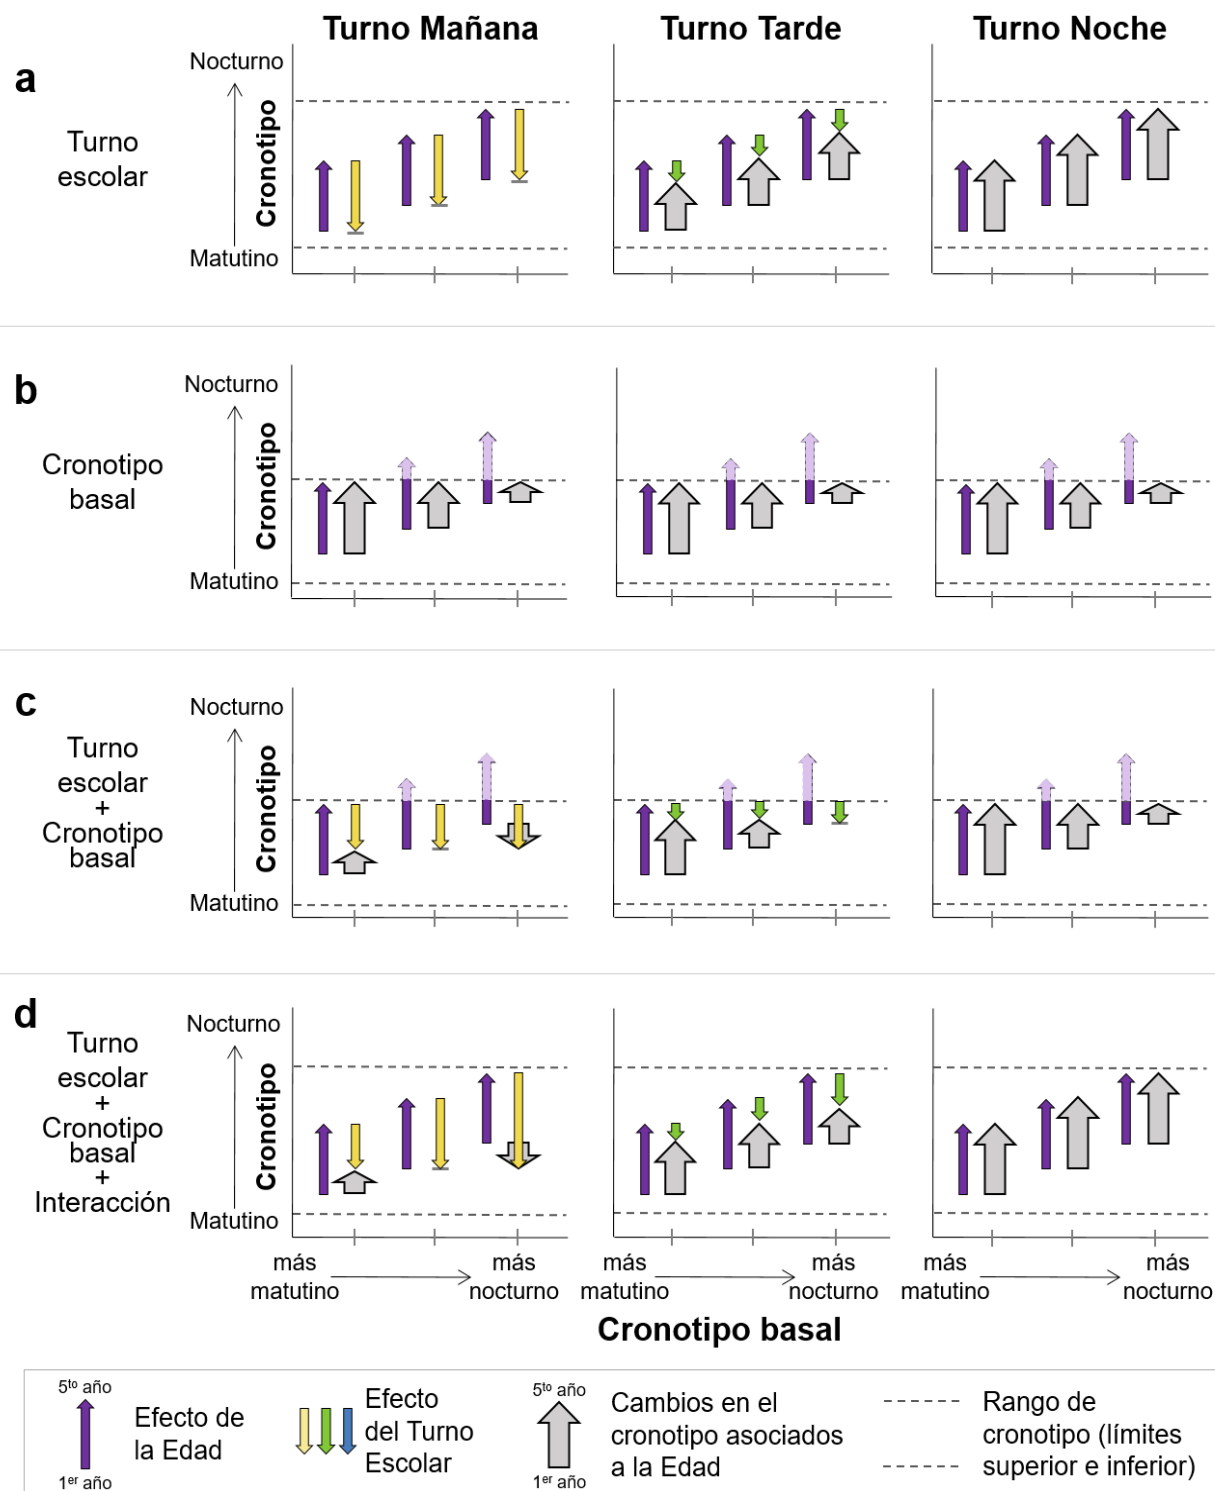 Turno Mañana
Turno Tarde
Turno Noche
a
Turno
escolar
Nocturno
Cronotipo
Matutino
b
Cronotipo
basal
Nocturno
Cronotipo
Matutino
c
Turno
escolar
+
Cronotipo
basal
Nocturno
Cronotipo
Matutino
d
Turno
escolar
+
Cronotipo
basal
+
Interacción
Nocturno
Cronotipo
Matutino
más
matutino
más
nocturno
más
matutino
más
nocturno
más
matutino
más
nocturno
Cronotipo basal
5to año
1er año
Efecto de
la Edad
Efecto
del Turno
Escolar
5to año
1er año
Cambios en el
cronotipo asociados
a la Edad
Rango de
cronotipo (límites
superior e inferior)